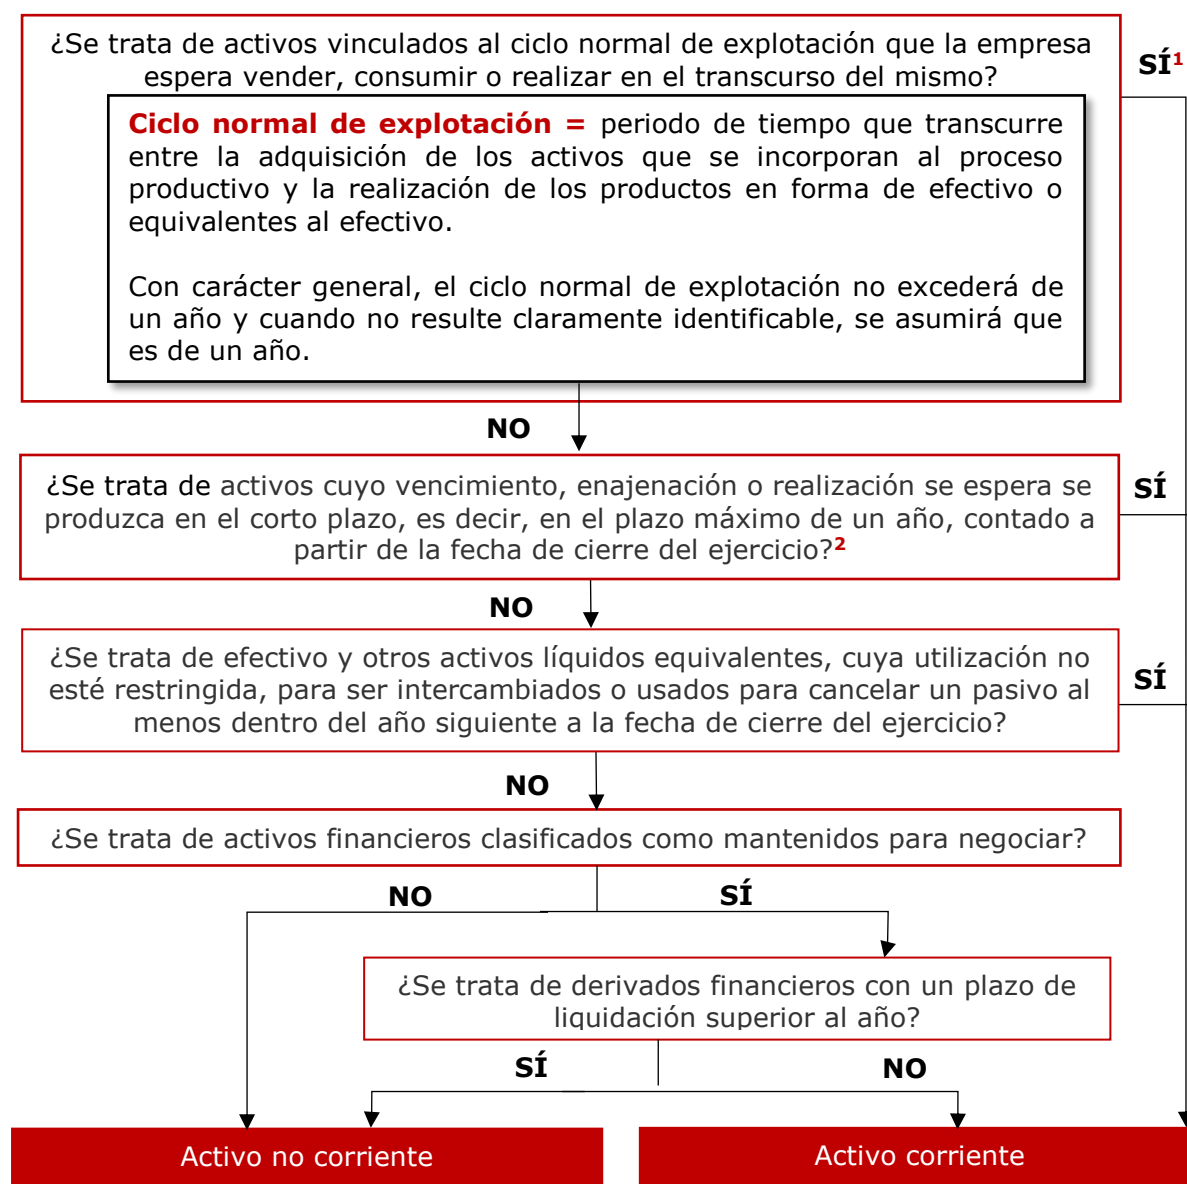 ¿Se trata de activos vinculados al ciclo normal de explotación que la empresa
espera vender, consumir o realizar en el transcurso del mismo?
SÍ¹
Ciclo normal de explotación = periodo de tiempo que transcurre
entre la adquisición de los activos que se incorporan al proceso
productivo y la realización de los productos en forma de efectivo o
equivalentes al efectivo.
Con carácter general, el ciclo normal de explotación no excederá de
un año y cuando no resulte claramente identificable, se asumirá que
es de un año.
NO
¿Se trata de activos cuyo vencimiento, enajenación o realización se espera se
produzca en el corto plazo, es decir, en el plazo máximo de un año, contado a
partir de la fecha de cierre del ejercicio?²
SÍ
NO
¿Se trata de efectivo y otros activos líquidos equivalentes, cuya utilización no
esté restringida, para ser intercambiados o usados para cancelar un pasivo al
menos dentro del año siguiente a la fecha de cierre del ejercicio?
SÍ
NO
¿Se trata de activos financieros clasificados como mantenidos para negociar?
NO
SÍ
¿Se trata de derivados financieros con un plazo de
liquidación superior al año?
SÍ
NO
Activo no corriente
Activo corriente